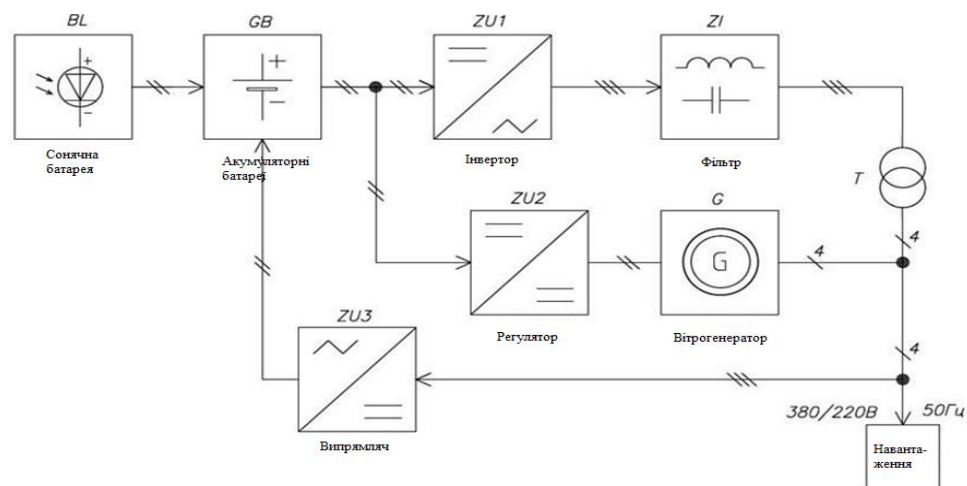 BL
GB
ZU1
ZI
+
−
Сонячна
батарея
+
−
Акумуляторні
батареї
Інвертор
Фільтр
T
ZU2
G
4
G
4
Регулятор
Вітрогенератор
ZU3
4
Випрямляч
380/220В
50Гц
Наванта-
ження